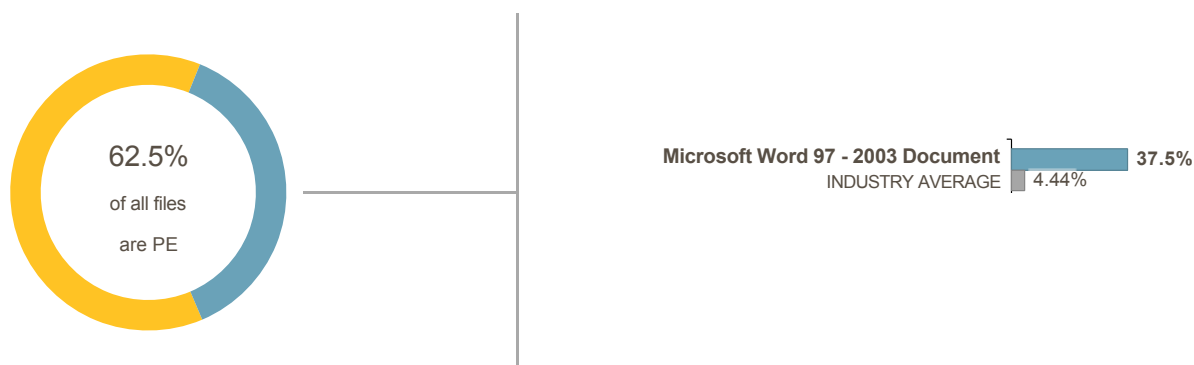 62.5%
of all files
are PE
Microsoft Word 97 - 2003 Document 37.5%
INDUSTRY AVERAGE 4.44%